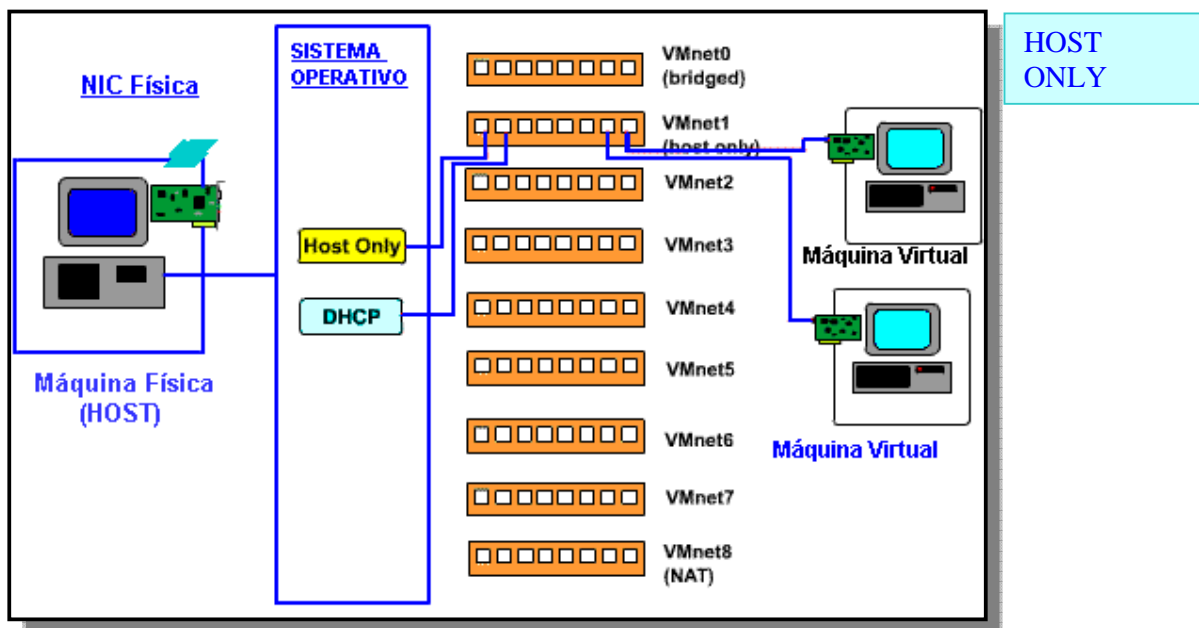 HOST
ONLY
SISTEMA
OPERATIVO
NIC Física
VMnet0
(bridged)
VMnet1
(host only)
VMnet2
Host Only
VMnet3
Máquina Virtual
DHCP
VMnet4
Máquina Física
(HOST)
VMnet5
VMnet6
Máquina Virtual
VMnet7
VMnet8
(NAT)